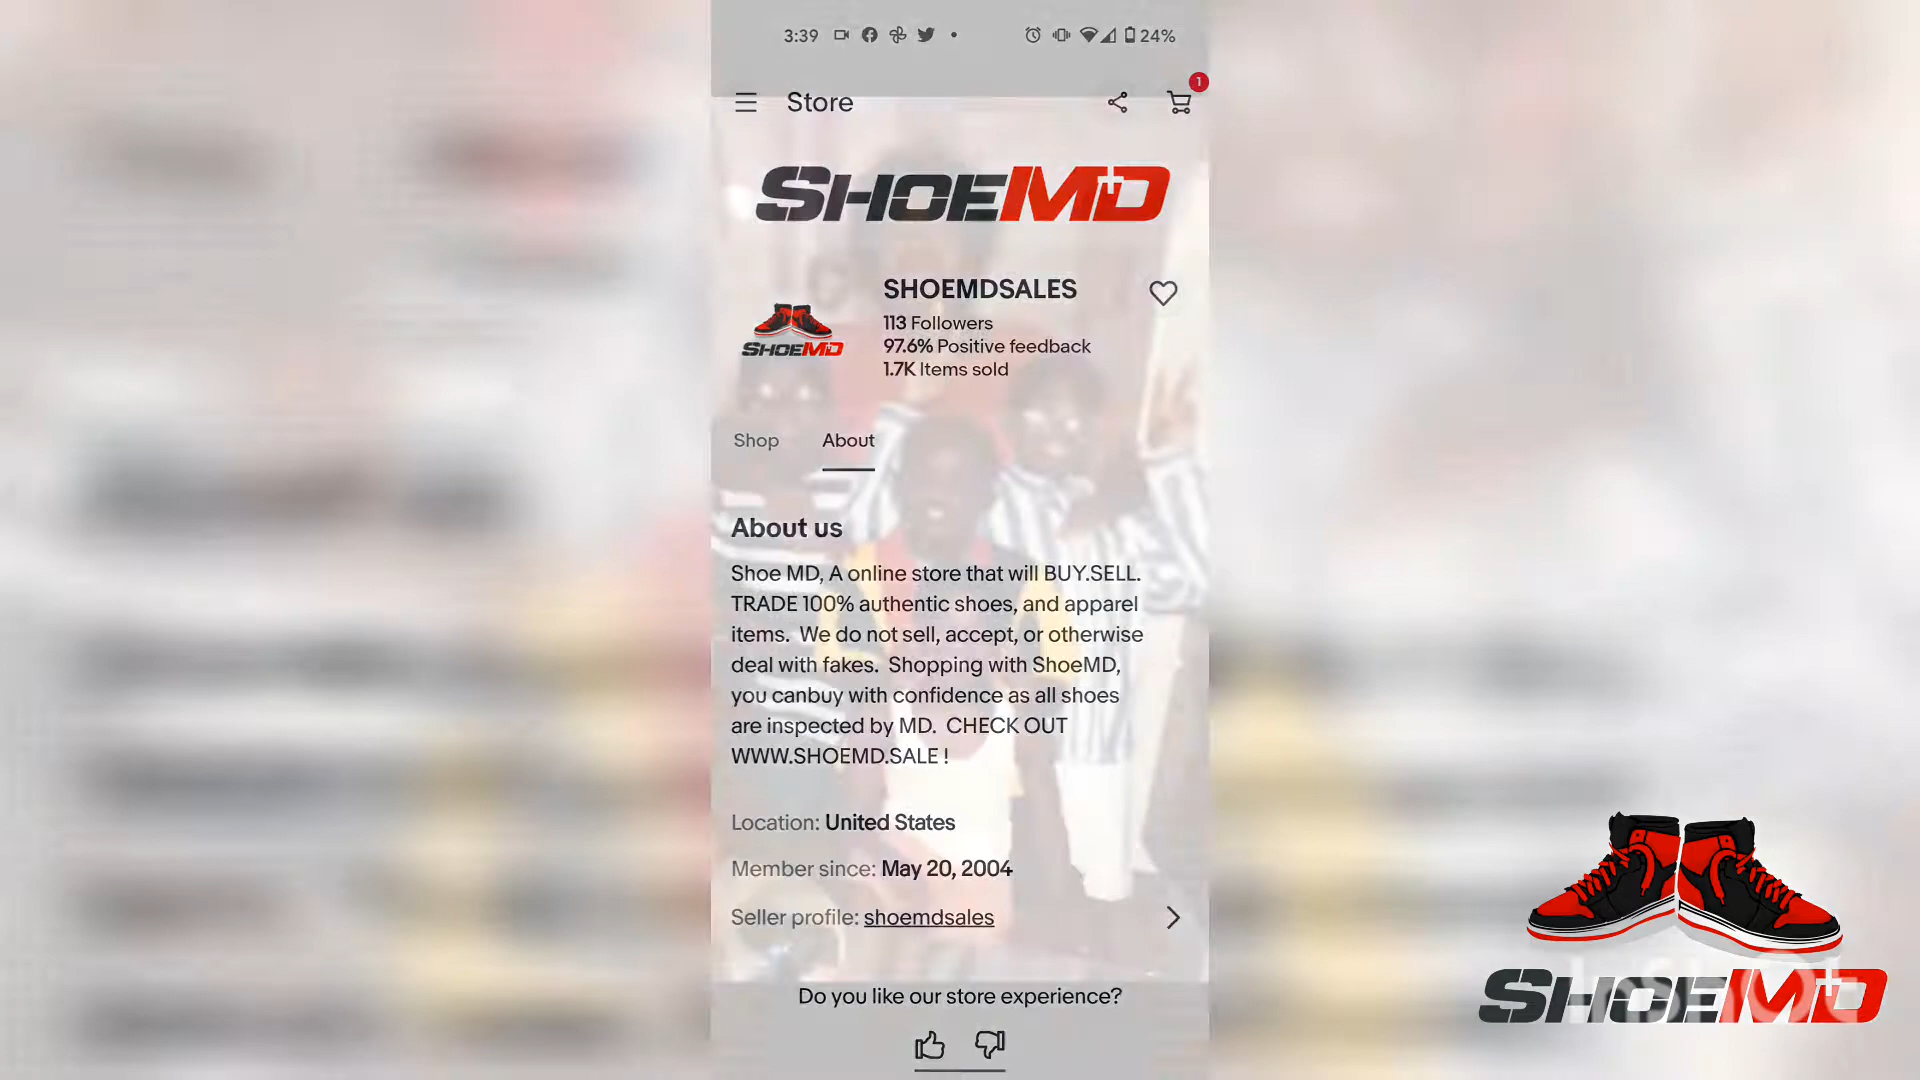 3:39
24%
1
Store
SHOEMD
SHOEMDSALES
113 Followers
97.6% Positive feedback
1.7K Items sold
SHOEMD
Shop About
About us
Shoe MD, A online store that will BUY.SELL.
TRADE 100% authentic shoes, and apparel
items.  We do not sell, accept, or otherwise
deal with fakes.  Shopping with ShoeMD,
you canbuy with confidence as all shoes
are inspected by MD.  CHECK OUT
WWW.SHOEMD.SALE !
Location: United States
Member since: May 20, 2004
Seller profile: shoemdsales
Do you like our store experience?
SHOEMD